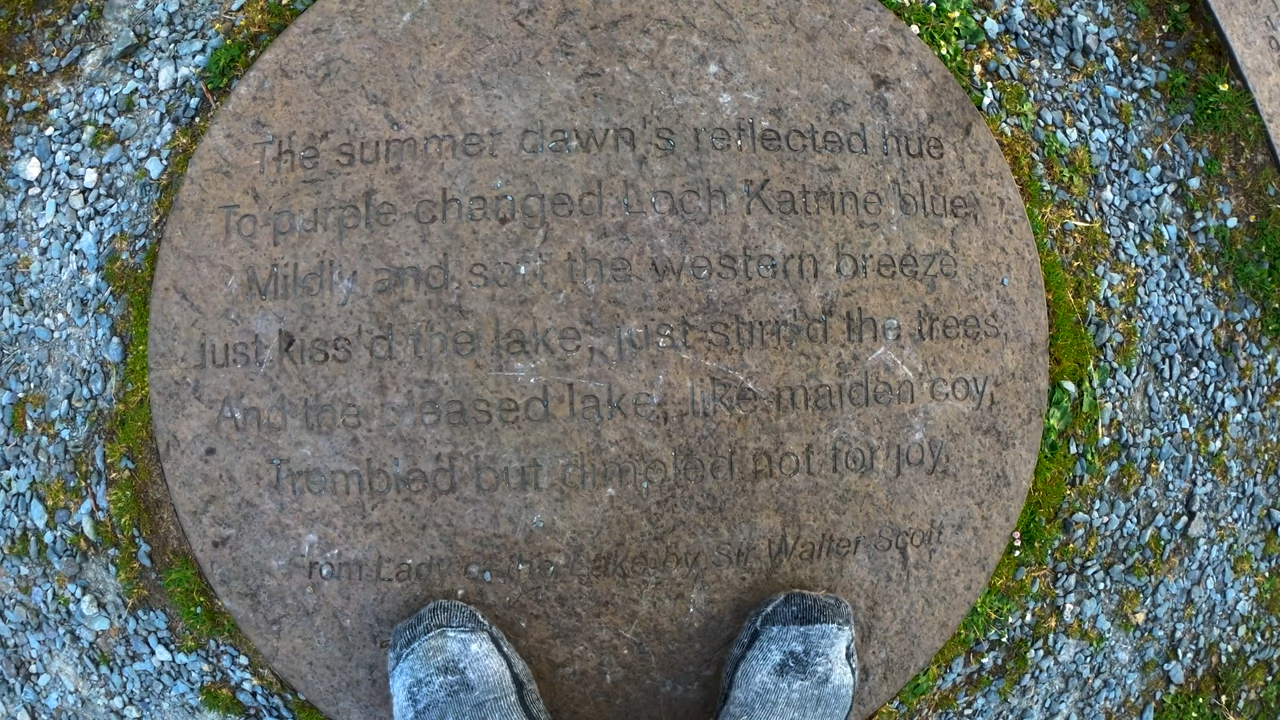 The summer dawn's reflected hue
To purple changed Loch Katrine blue;
Mildly and soft the western breeze
just kiss'd the lake, just stirr'd the trees,
And the pleased lake, like maiden coy,
Trembled but dimpled not for joy.
from Lady of the Lake by Sir Walter Scott